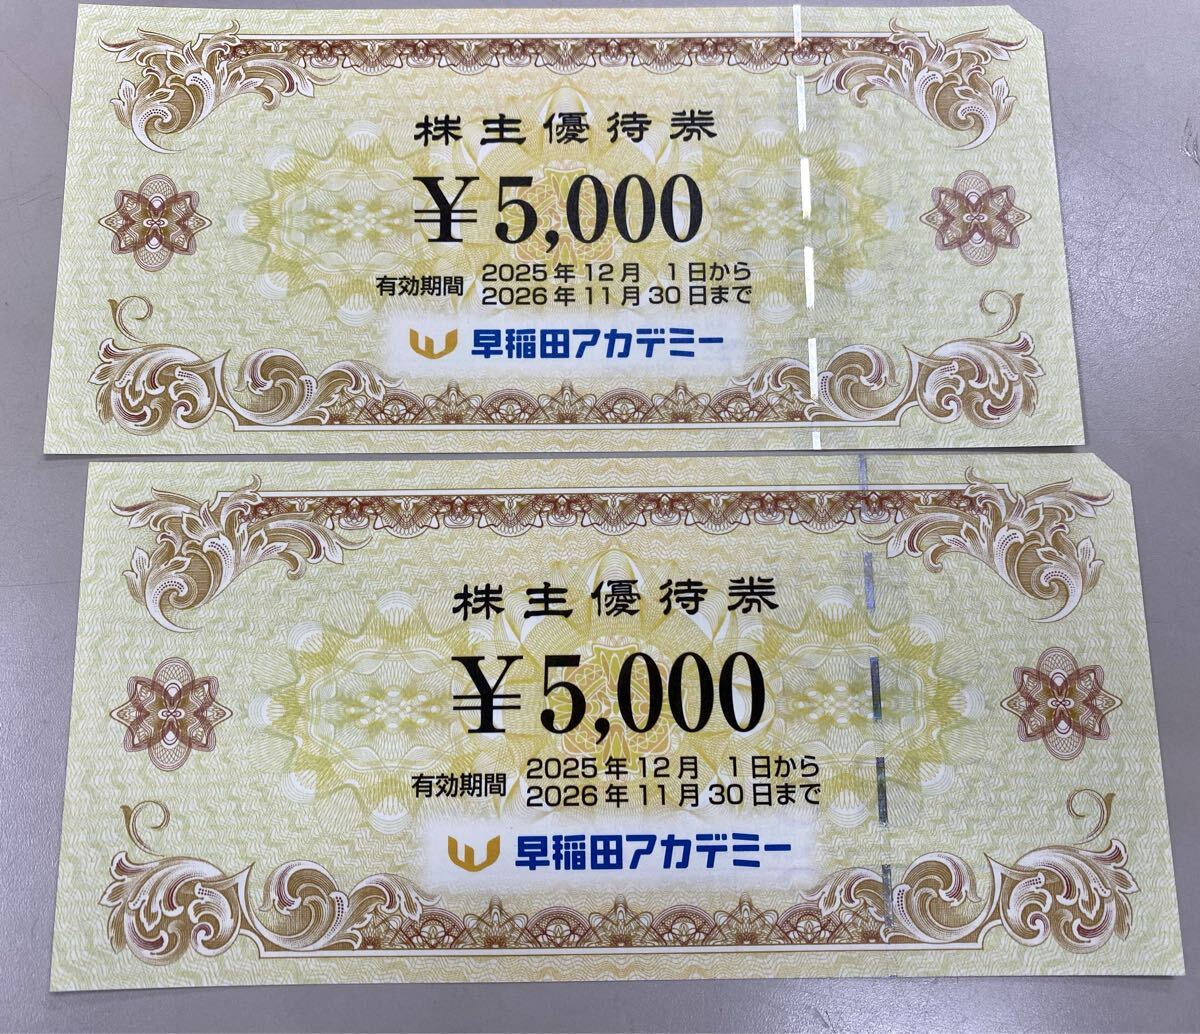 株主優待券
¥5,000
有効期間 2025年12月 1日から
2026年11月30日まで
早稲田アカデミー
株主優待券
¥5,000
有効期間 2025年12月 1日から
2026年11月30日まで
早稲田アカデミー